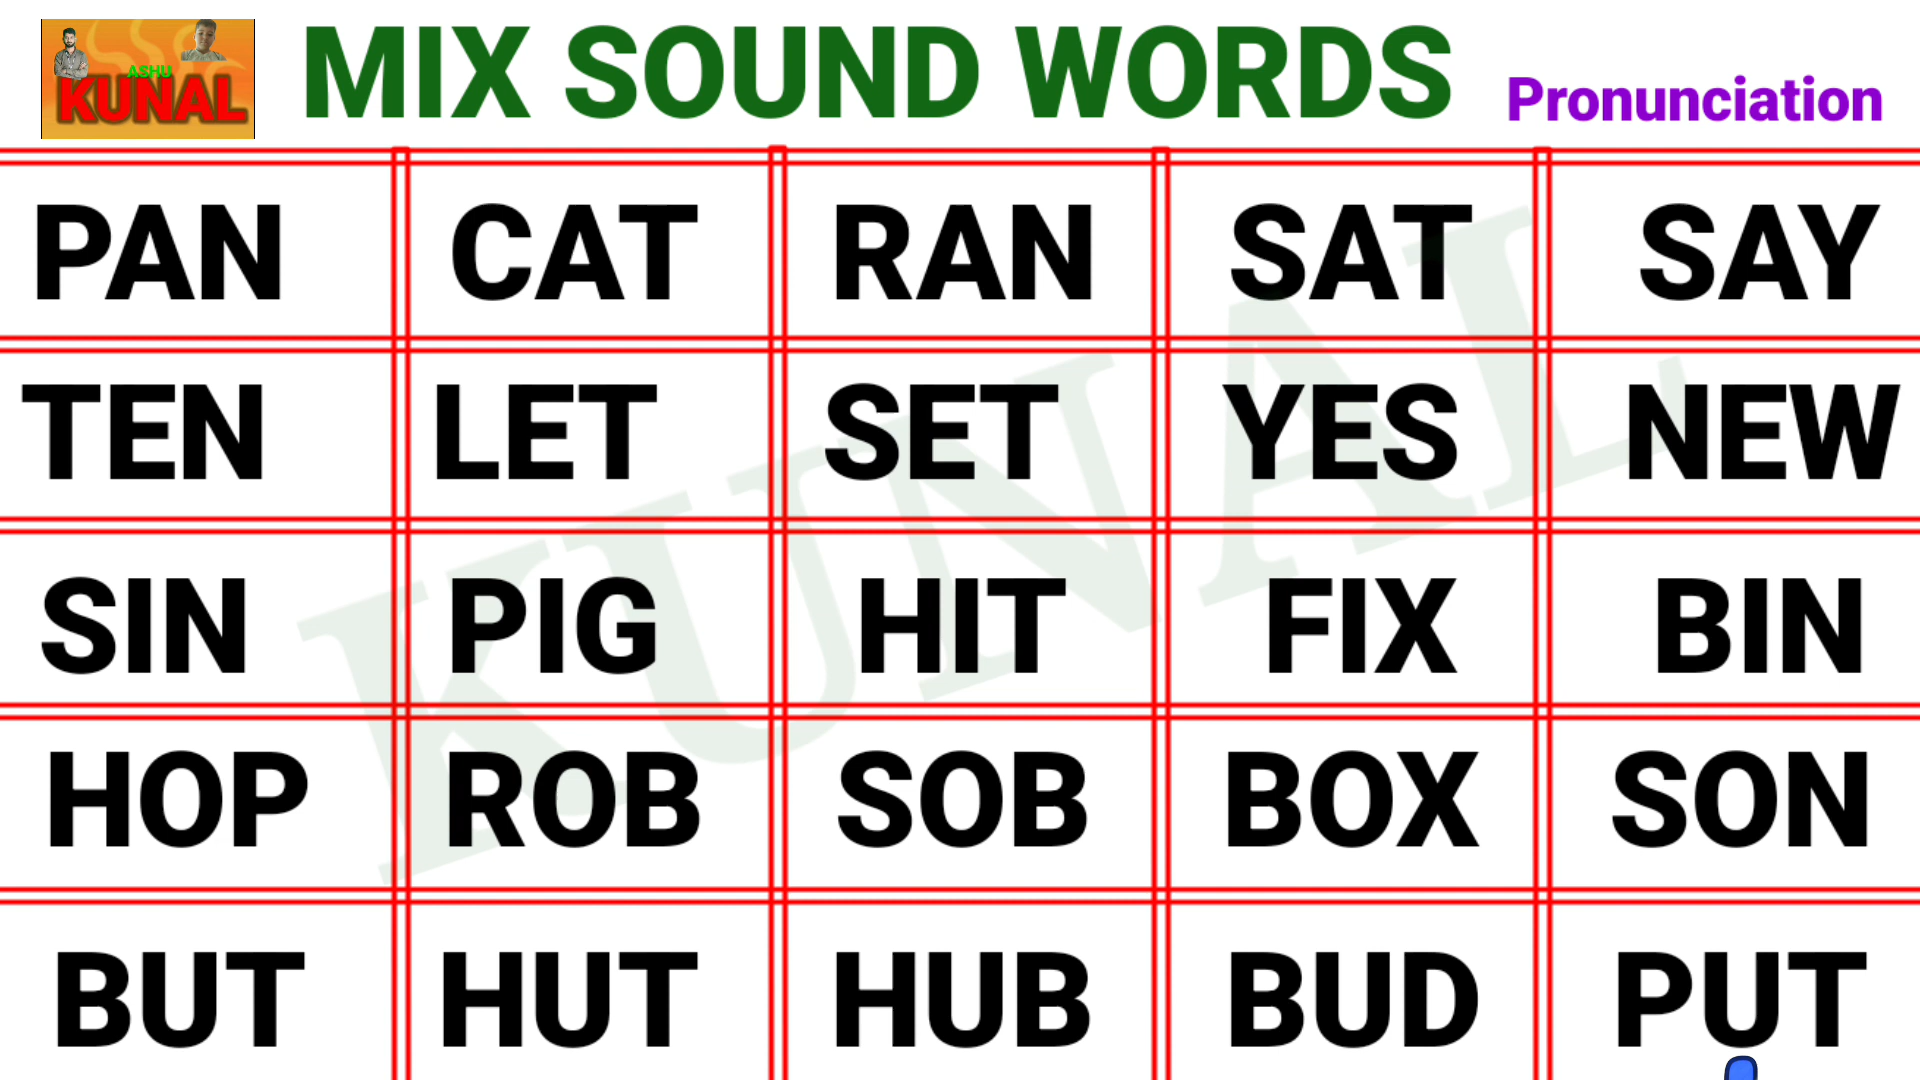 ASHU
KUNAL
MIX SOUND WORDS Pronunciation
PAN CAT RAN SAT SAY
TEN LET SET YES NEW
SIN PIG HIT FIX BIN
HOP ROB SOB BOX SON
BUT HUT HUB BUD PUT
KUNAL